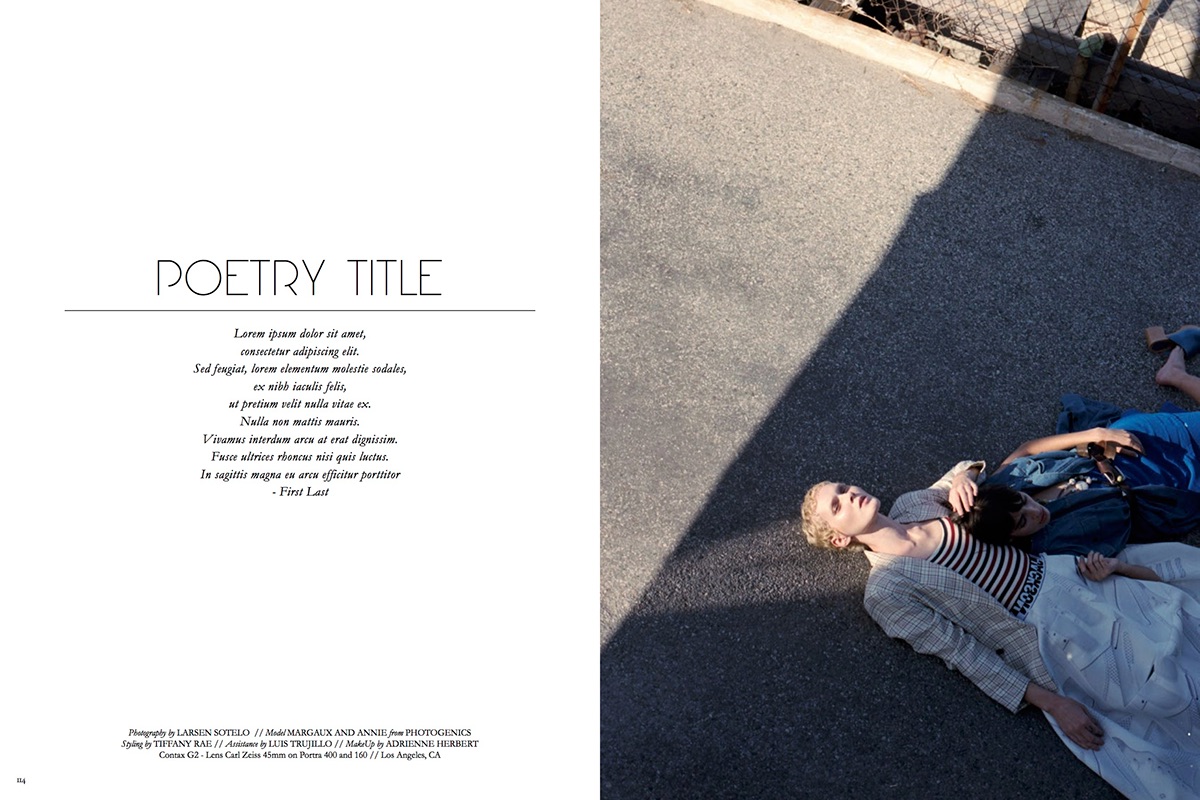 POETRY TITLE
Lorem ipsum dolor sit amet,
consectetur adipiscing elit.
Sed feugiat, lorem elementum molestie sodales,
ex nibh iaculis felis,
ut pretium velit nulla vitae ex.
Nulla non mattis mauris.
Vivamus interdum arcu at erat dignissim.
Fusce ultrices rhoncus nisi quis luctus.
In sagittis magna eu arcu efficitur porttitor
- First Last
Photography by LARSEN SOTELO // Model MARGAUX AND ANNIE from PHOTOGENICS
Styling by TIFFANY RAE // Assistance by LUIS TRUJILLO // MakeUp by ADRIENNE HERBERT
Contax G2 - Lens Carl Zeiss 45mm on Portra 400 and 160 // Los Angeles, CA
114